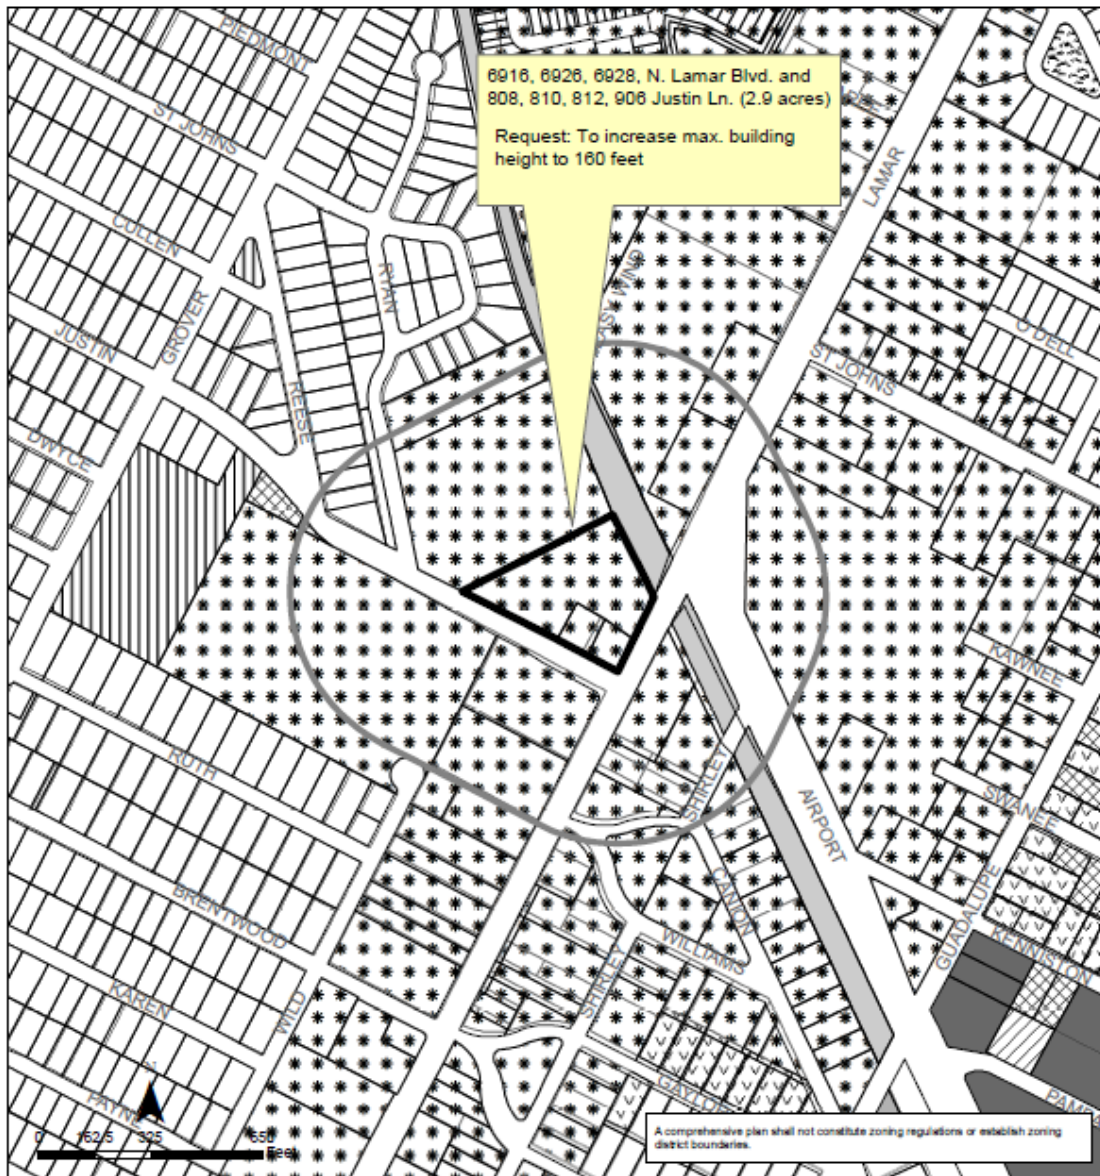 PIEDMONT
ST JOHNS
6916, 6926, 6928, N. Lamar Blvd. and
808, 810, 812, 906 Justin Ln. (2.9 acres)
Request: To increase max. building
height to 160 feet
LAMAR
CULLEN
RYAN
GROVER
JUSTIN
O'DELL
ST JOHNS
REESE
DWYCE
KAWNEE
RUTH
SHIRLEY
AIRPORT
SWANEE
BRENTWOOD
CANION
GUADALUPE
KENNISTON
WILLIAMS
SHIRLEY
KAREN
WILD
PAYNE
0 162.5 325 650
Feet
A comprehensive plan shall not constitute zoning regulations or establish zoning
district boundaries.